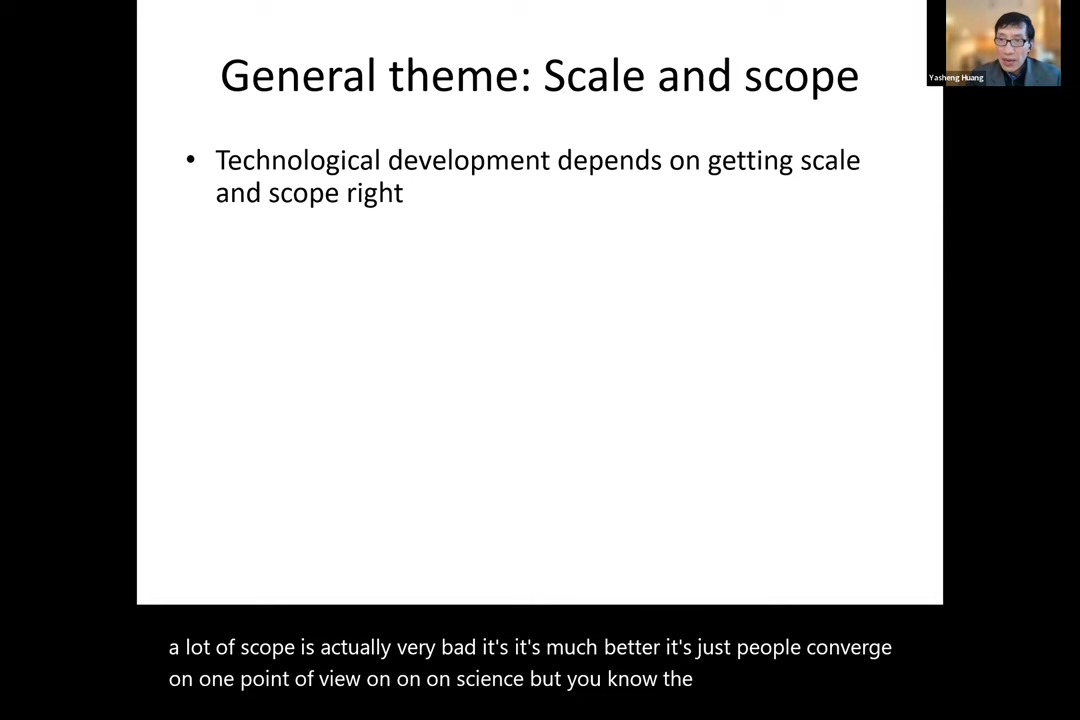 General theme: Scale and scope
Yasheng Huang
• Technological development depends on getting scale
and scope right
a lot of scope is actually very bad it's it's much better it's just people converge
on one point of view on on on science but you know the